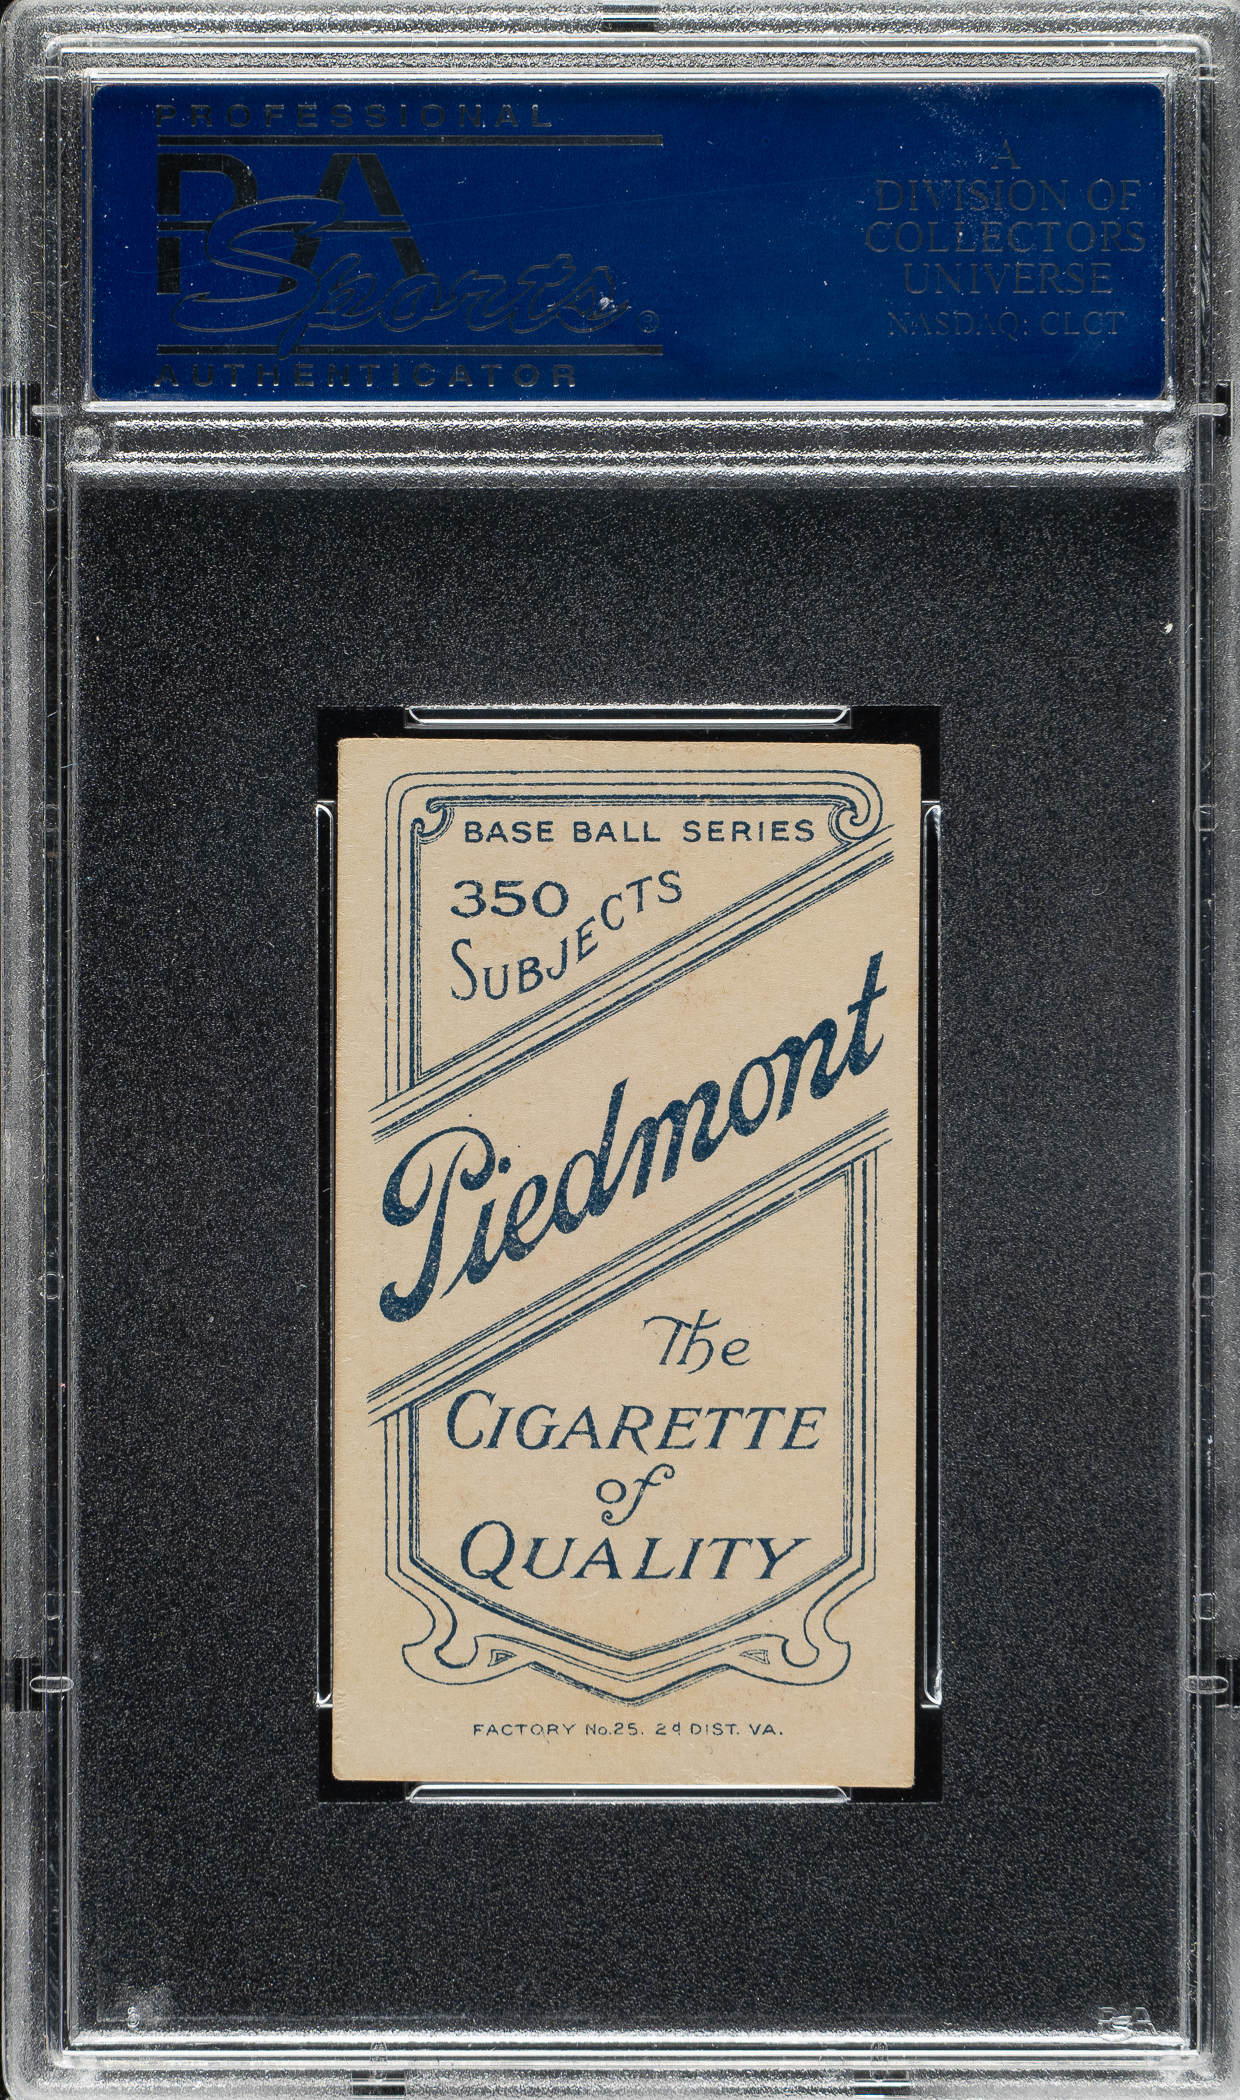 PROFESSIONAL
PSA
Sports®
AUTHENTICATOR
A
DIVISION OF
COLLECTORS
UNIVERSE
NASDAQ: CLCT
BASE BALL SERIES
350
SUBJECTS
Piedmont
The
CIGARETTE
of
QUALITY
FACTORY No.25. 2d DIST. VA.
PSA